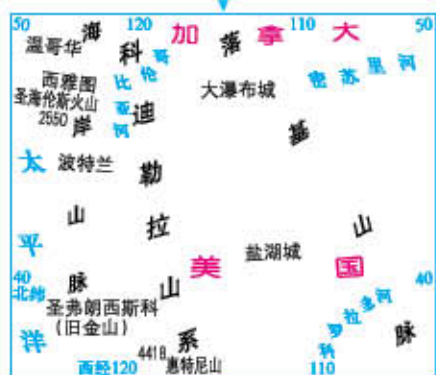 50 120 110 50
加拿大
海岸山脉
温哥华
西雅图
圣海伦斯火山
2550
哥伦比亚河
科迪勒拉山系
落基山脉
大瀑布城
密苏里河
太平洋
波特兰
盐湖城
美国
40
北纬
40
圣弗朗西斯科
(旧金山)
科罗拉多河
4418
惠特尼山
西经120
110